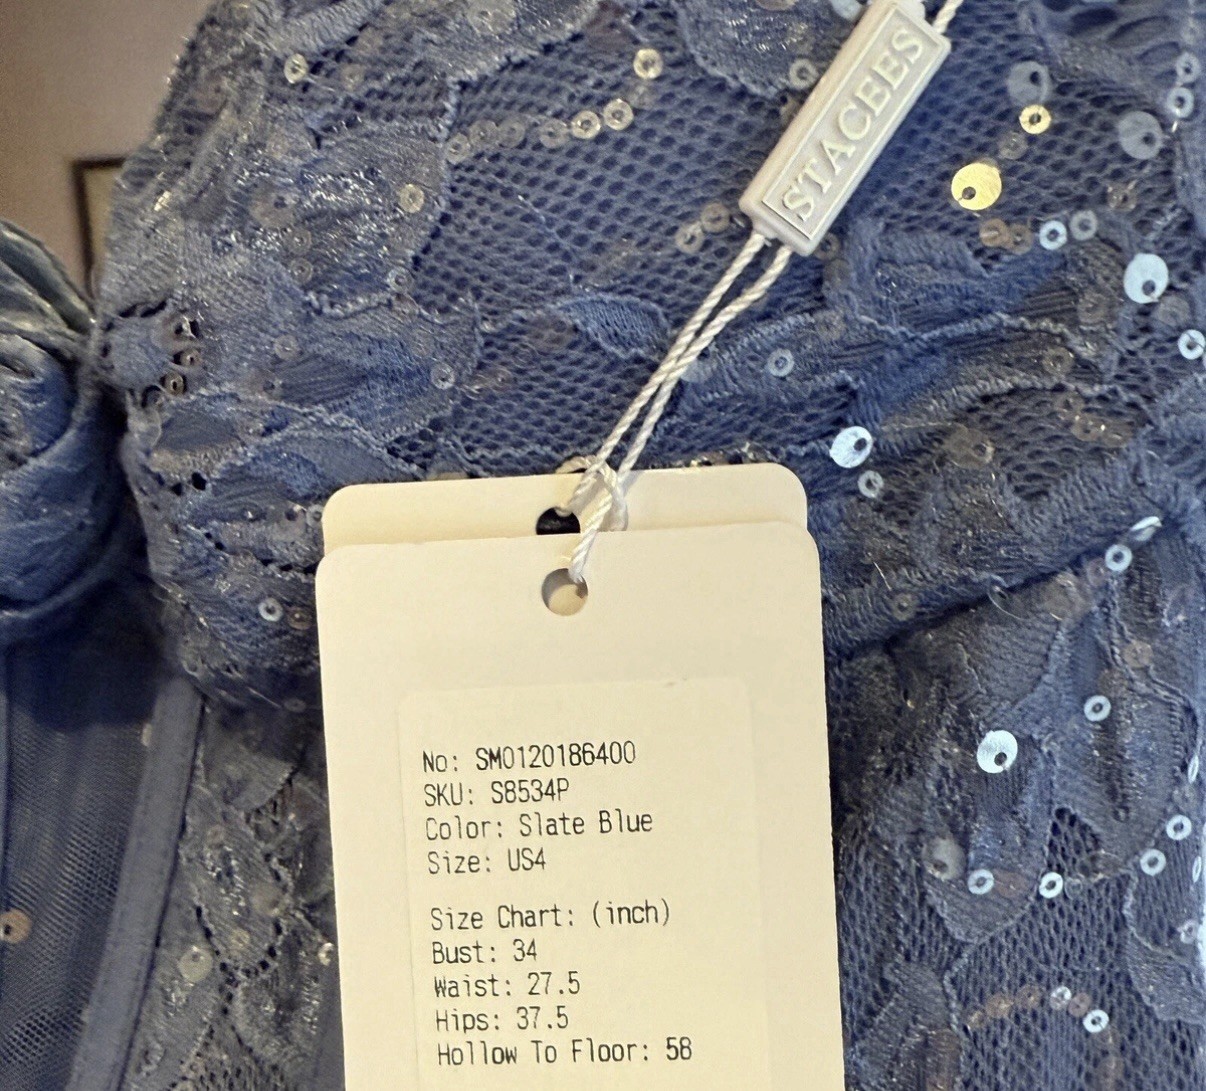 STACEES
No: SM0120186400
SKU: S8534P
Color: Slate Blue
Size: US4
Size Chart: (inch)
Bust: 34
Waist: 27.5
Hips: 37.5
Hollow To Floor: 58